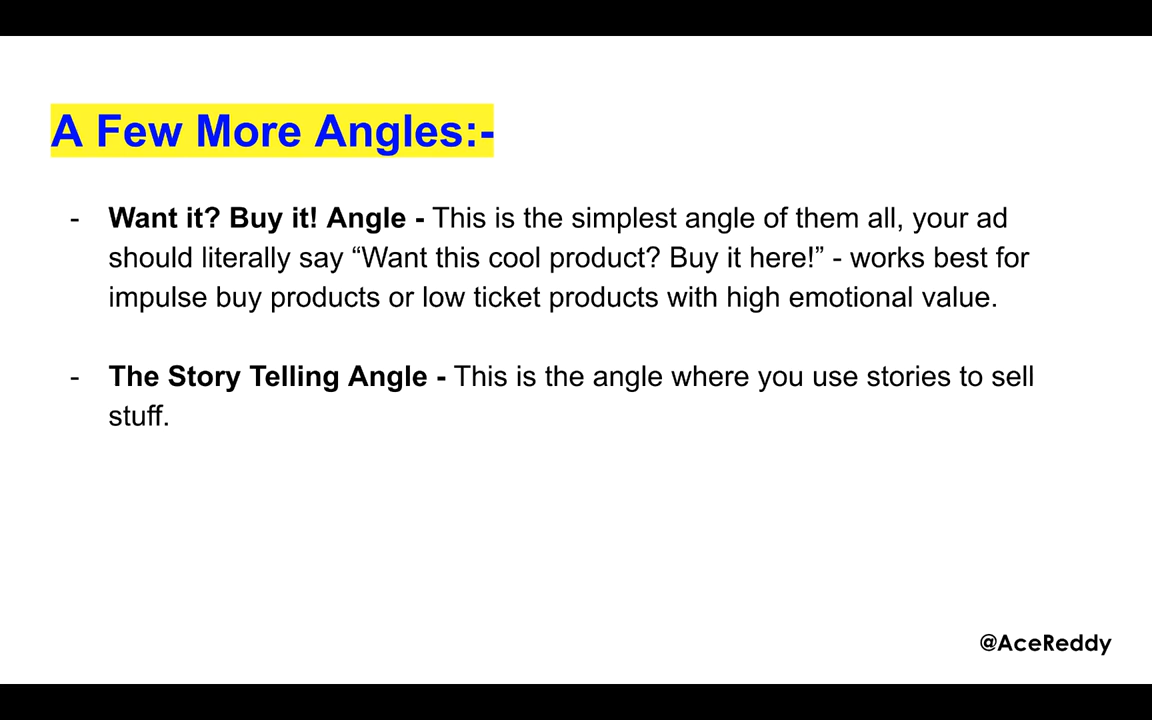 A Few More Angles:-
- Want it? Buy it! Angle - This is the simplest angle of them all, your ad
should literally say “Want this cool product? Buy it here!” - works best for
impulse buy products or low ticket products with high emotional value.
- The Story Telling Angle - This is the angle where you use stories to sell
stuff.
@AceReddy